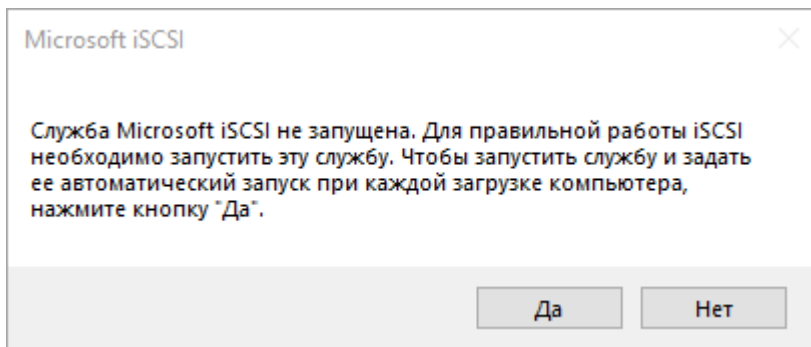 Microsoft iSCSI
Служба Microsoft iSCSI не запущена. Для правильной работы iSCSI
необходимо запустить эту службу. Чтобы запустить службу и задать
ее автоматический запуск при каждой загрузке компьютера,
нажмите кнопку "Да".
Да
Нет